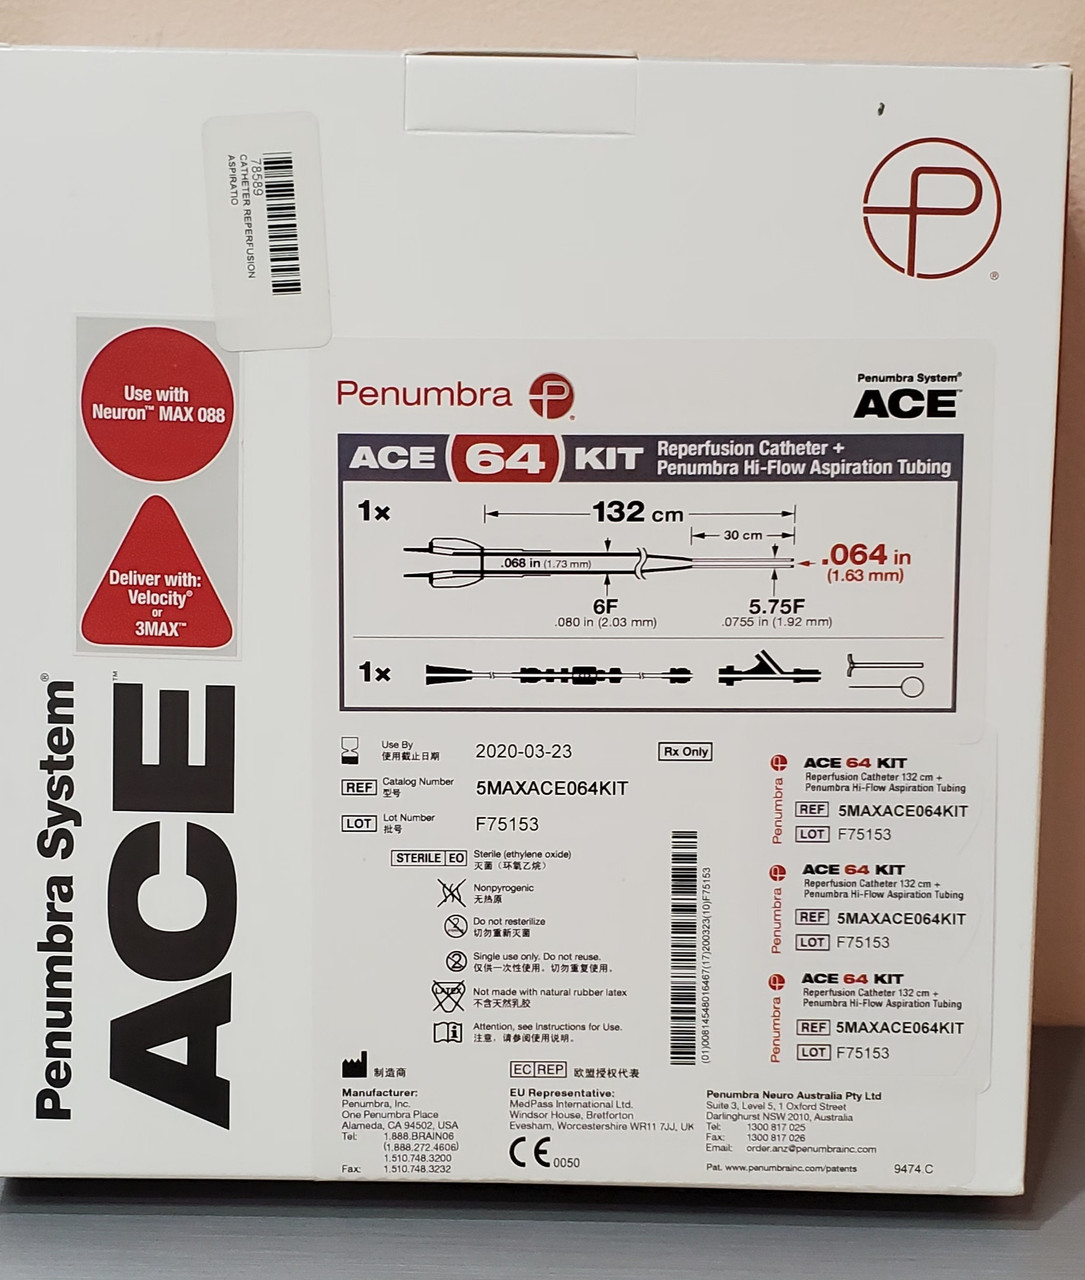 78589
CATHETER REPERFUSION
ASPIRATIO
®
Use with
Neuron™ MAX 088
Deliver with:
Velocity®
or
3MAX™
Penumbra System®
ACE™
Penumbra
Penumbra System®
ACE™
ACE 64 KIT
Reperfusion Catheter +
Penumbra Hi-Flow Aspiration Tubing
1x
132 cm
30 cm
.068 in (1.73 mm)
.064 in
(1.63 mm)
6F
.080 in (2.03 mm)
5.75F
.0755 in (1.92 mm)
1x
Use By
使用截止日期
2020-03-23
Rx Only
REF
Catalog Number
型号
5MAXACE064KIT
LOT
Lot Number
批号
F75153
STERILE EO
Sterile (ethylene oxide)
灭菌（环氧乙烷）
Nonpyrogenic
无热原
Do not resterilize
切勿重新灭菌
Single use only. Do not reuse.
仅供一次性使用，切勿重复使用。
LATEX
Not made with natural rubber latex
不含天然乳胶
Attention, see Instructions for Use.
注意，请参阅使用说明。
(01)00814548016467(17)200323(10)F75153
Penumbra
ACE 64 KIT
Reperfusion Catheter 132 cm +
Penumbra Hi-Flow Aspiration Tubing
REF 5MAXACE064KIT
LOT F75153
Penumbra
ACE 64 KIT
Reperfusion Catheter 132 cm +
Penumbra Hi-Flow Aspiration Tubing
REF 5MAXACE064KIT
LOT F75153
Penumbra
ACE 64 KIT
Reperfusion Catheter 132 cm +
Penumbra Hi-Flow Aspiration Tubing
REF 5MAXACE064KIT
LOT F75153
制造商
Manufacturer:
Penumbra, Inc.
One Penumbra Place
Alameda, CA 94502, USA
Tel: 1.888.BRAIN06
(1.888.272.4606)
1.510.748.3200
Fax: 1.510.748.3232
EC REP 欧盟授权代表
EU Representative:
MedPass International Ltd.
Windsor House, Bretforton
Evesham, Worcestershire WR11 7JJ, UK
CE 0050
Penumbra Neuro Australia Pty Ltd
Suite 3, Level 5, 1 Oxford Street
Darlinghurst NSW 2010, Australia
Tel: 1300 817 025
Fax: 1300 817 026
Email: order.anz@penumbrainc.com
Pat. www.penumbrainc.com/patents
9474.C